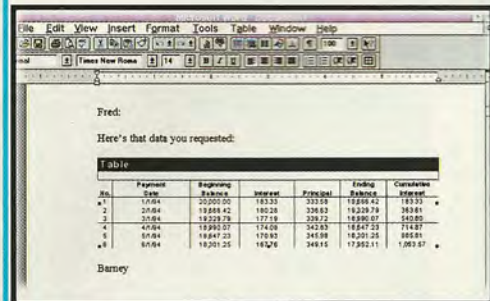 Microsoft Word
File Edit View Insert Format Tools Table Window Help
100
Times New Roma 14 B I U
Fred:
Here's that data you requested:
Table
Payment Beginning Ending Cumulative
No. Date Balance Interest Principal Balance Interest
1 1/1/94 20,000.00 183.33 333.58 19,666.42 183.33
2 2/1/94 19,666.42 180.28 336.63 19,329.79 363.61
3 3/1/94 19,329.79 177.19 339.72 18,990.07 540.80
4 4/1/94 18,990.07 174.08 342.83 18,647.23 714.87
5 5/1/94 18,647.23 170.93 345.98 18,301.25 885.81
6 6/1/94 18,301.25 167.76 349.15 17,952.11 1,053.57
Barney